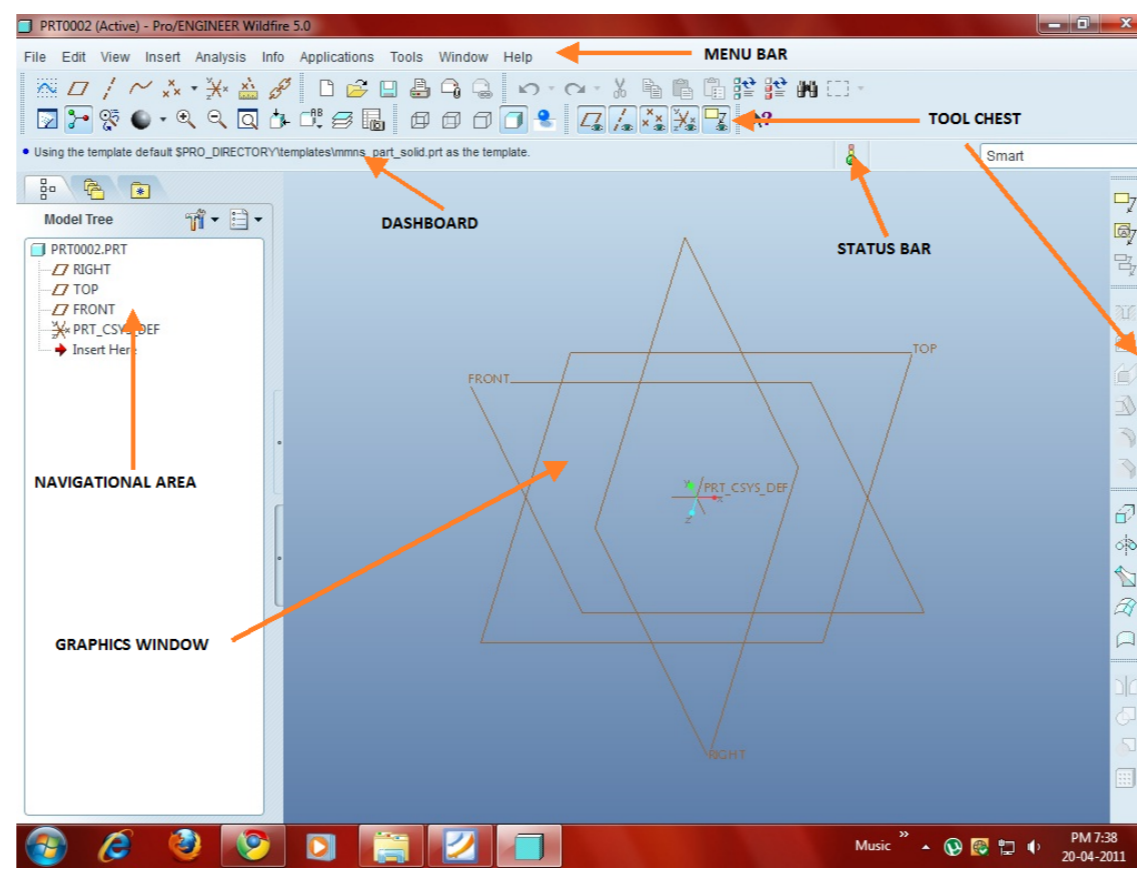 PRT0002 (Active) - Pro/ENGINEER Wildfire 5.0
File Edit View Insert Analysis Info Applications Tools Window Help
MENU BAR
TOOL CHEST
Using the template default $PRO_DIRECTORY\templates\mmns_part_solid.prt as the template.
Smart
Model Tree
DASHBOARD
STATUS BAR
PRT0002.PRT
RIGHT
TOP
FRONT
PRT_CSYS_DEF
Insert Here
TOP
FRONT
NAVIGATIONAL AREA
Y
PRT_CSYS_DEF
X
Z
GRAPHICS WINDOW
RIGHT
Music
PM 7:38
20-04-2011